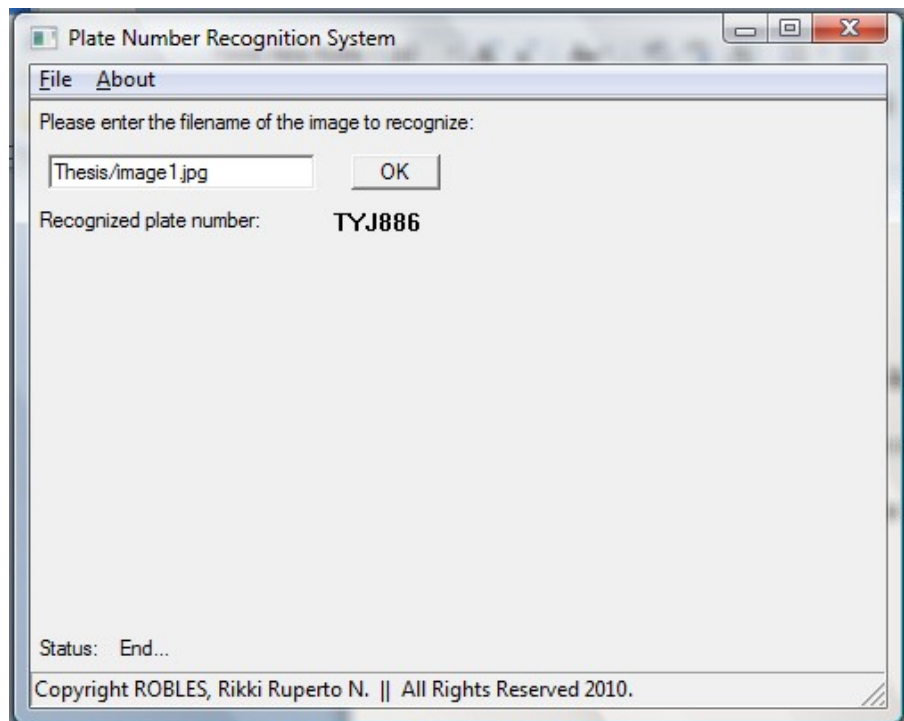 Plate Number Recognition System
File About
Please enter the filename of the image to recognize:
Thesis/image1.jpg OK
Recognized plate number: TYJ886
Status: End...
Copyright ROBLES, Rikki Ruperto N. || All Rights Reserved 2010.